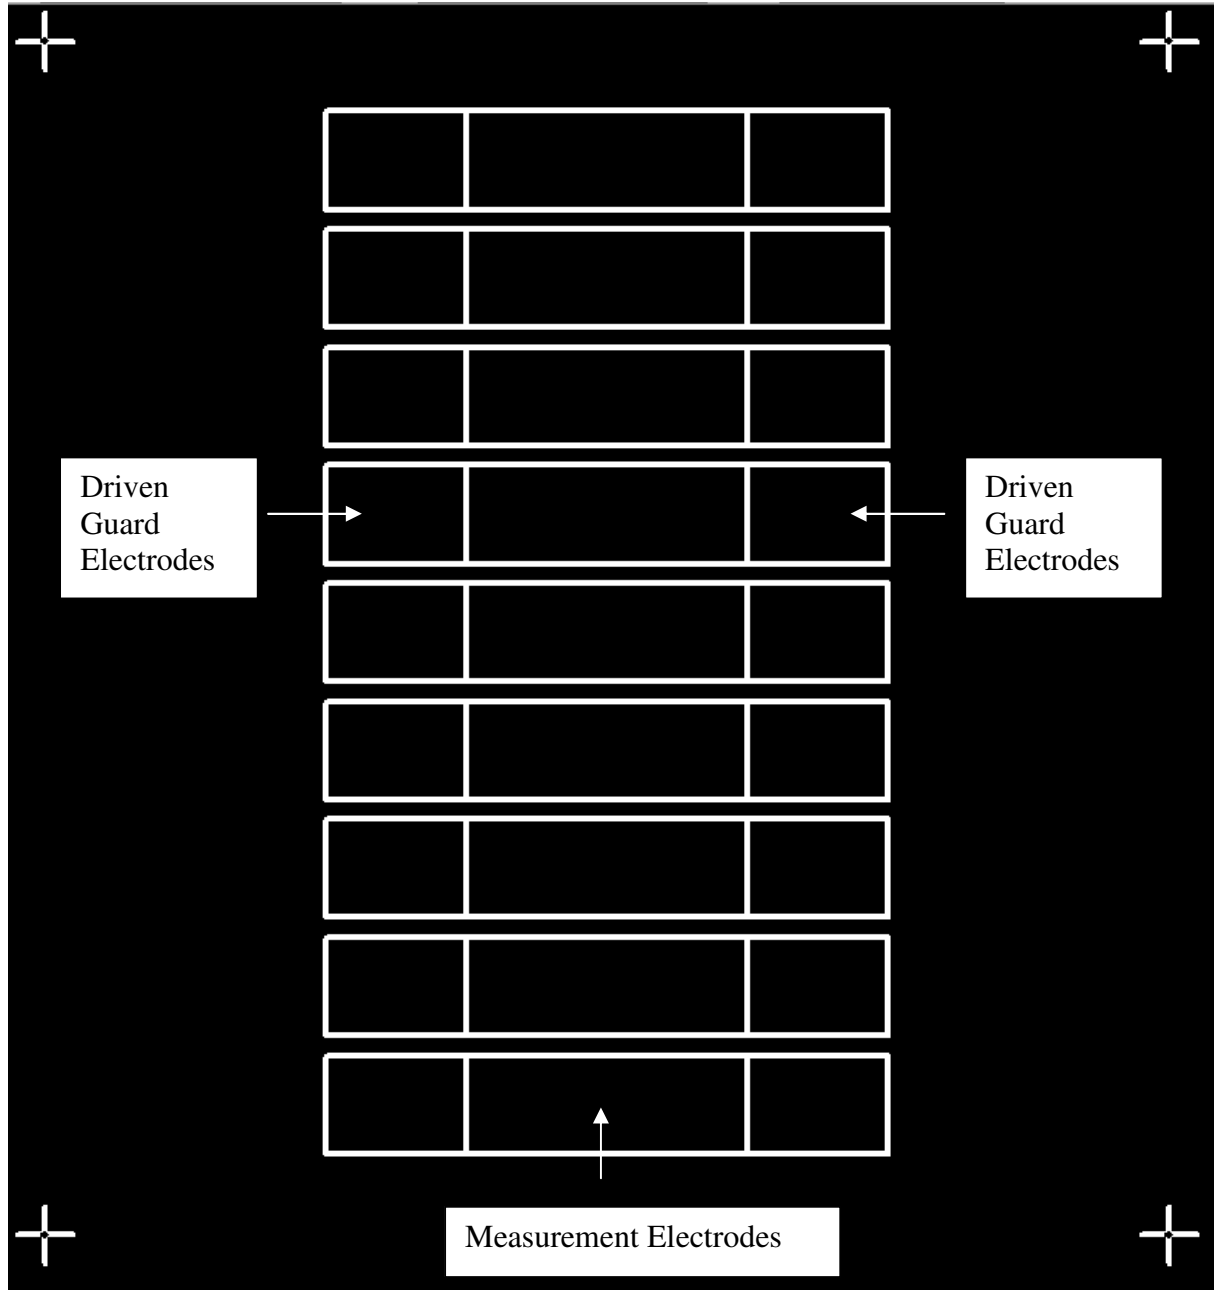 Driven
Guard
Electrodes
Driven
Guard
Electrodes
Measurement Electrodes